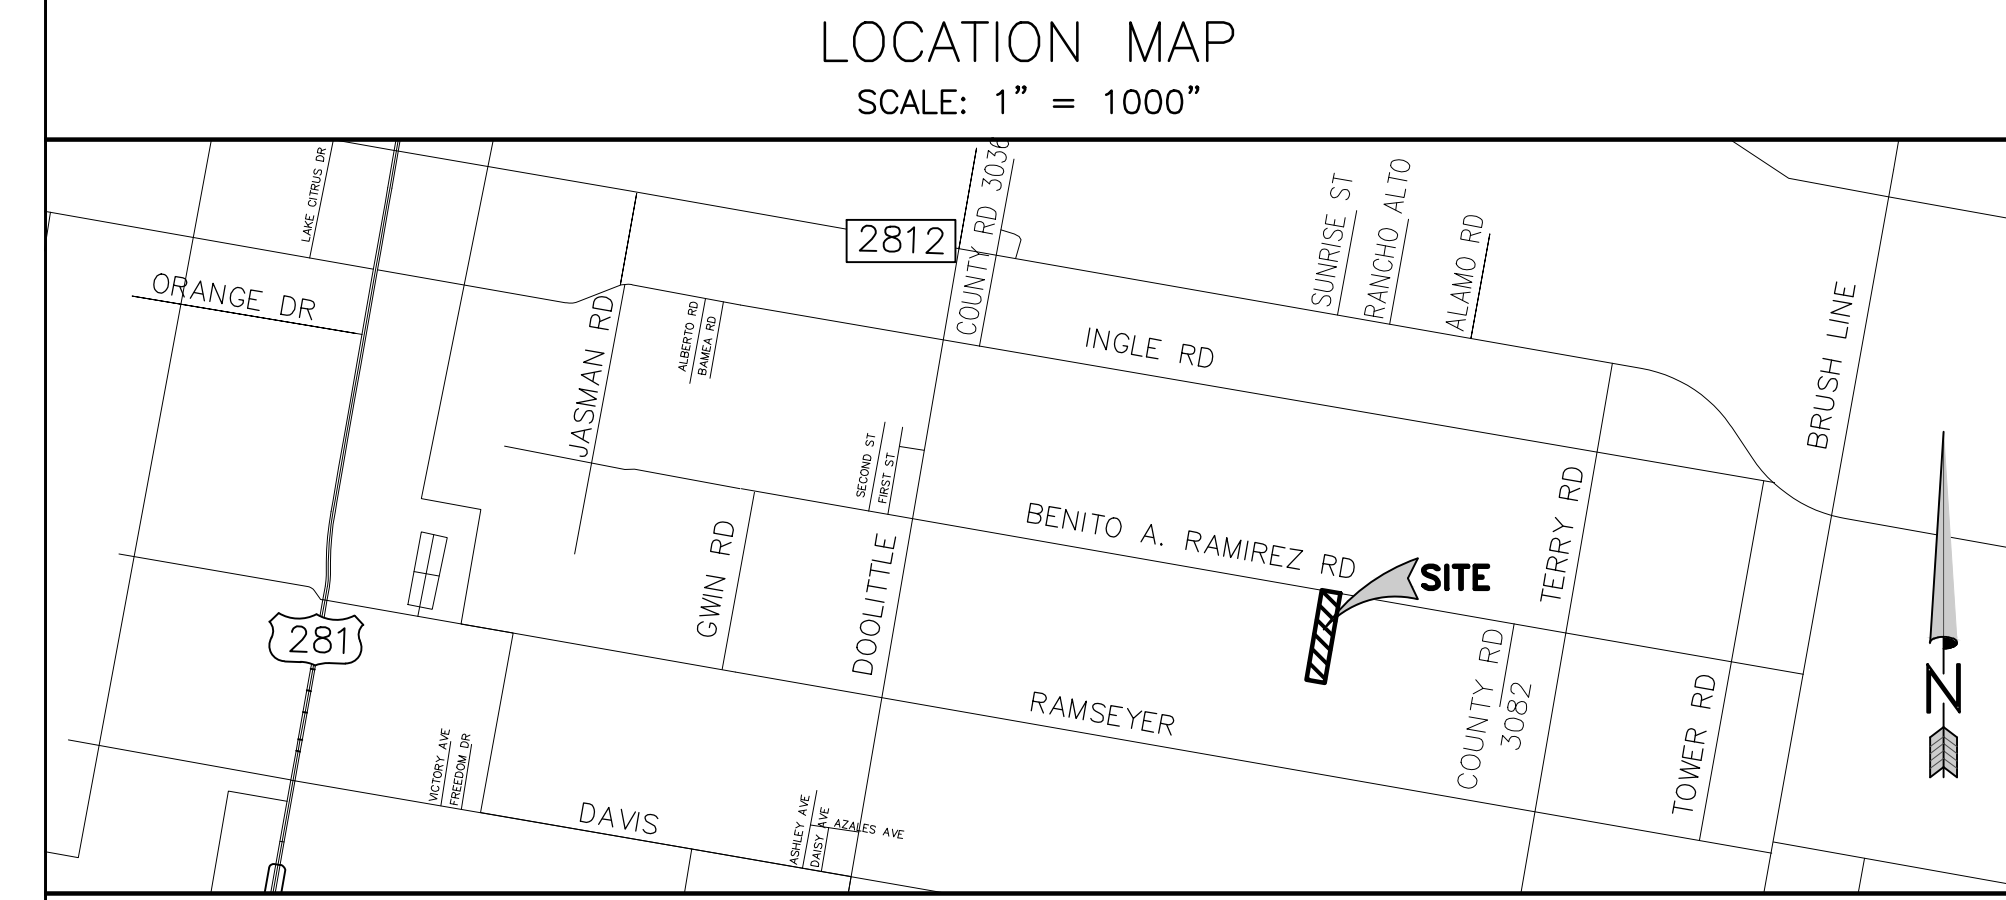 LOCATION MAP
SCALE: 1” = 1000”
LAKE CITRUS DR
COUNTY RD 3036
2812
SUNRISE ST
RANCHO ALTO
ALAMO RD
ORANGE DR
JASMAN RD
ALBERTO RD
BAMEA RD
INGLE RD
BRUSH LINE
SECOND ST
FIRST ST
BENITO A. RAMIREZ RD
TERRY RD
SITE
GWIN RD
DOOLITTLE
281
COUNTY RD
3082
RAMSEYER
TOWER RD
N
VICTORY AVE
FREEDOM DR
DAVIS
ASHLEY AVE
DAISY AVE
AZALES AVE